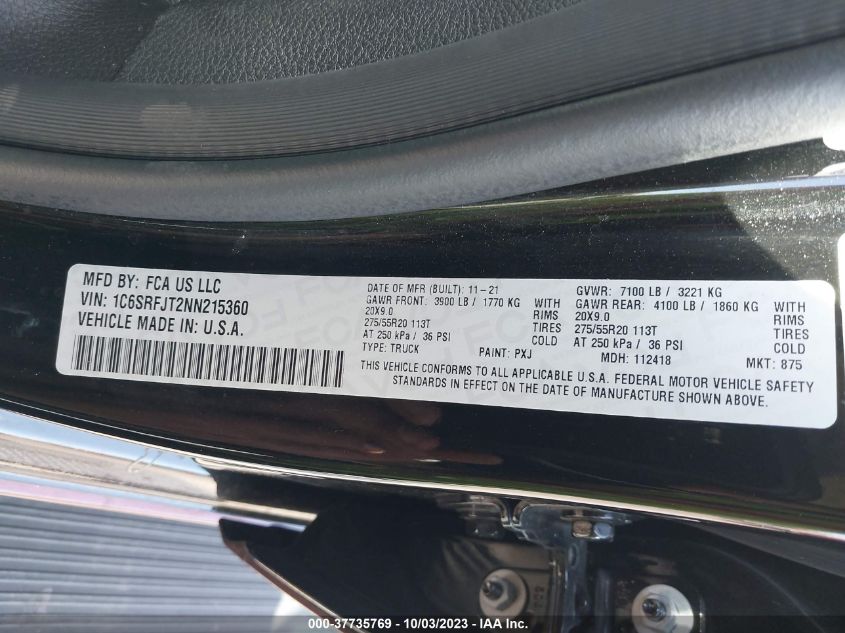 MFD BY: FCA US LLC
VIN: 1C6SRFJT2NN215360
VEHICLE MADE IN: U.S.A.
DATE OF MFR (BUILT): 11-21
GAWR FRONT: 3900 LB / 1770 KG WITH
20X9.0 RIMS
275/55R20 113T TIRES
AT 250 kPa / 36 PSI COLD
TYPE: TRUCK PAINT: PXJ
GVWR: 7100 LB / 3221 KG
GAWR REAR: 4100 LB / 1860 KG WITH
20X9.0 RIMS
275/55R20 113T TIRES
AT 250 kPa / 36 PSI COLD
MDH: 112418 MKT: 875
THIS VEHICLE CONFORMS TO ALL APPLICABLE U.S.A. FEDERAL MOTOR VEHICLE SAFETY
STANDARDS IN EFFECT ON THE DATE OF MANUFACTURE SHOWN ABOVE.
000-37735769 - 10/03/2023 - IAA Inc.